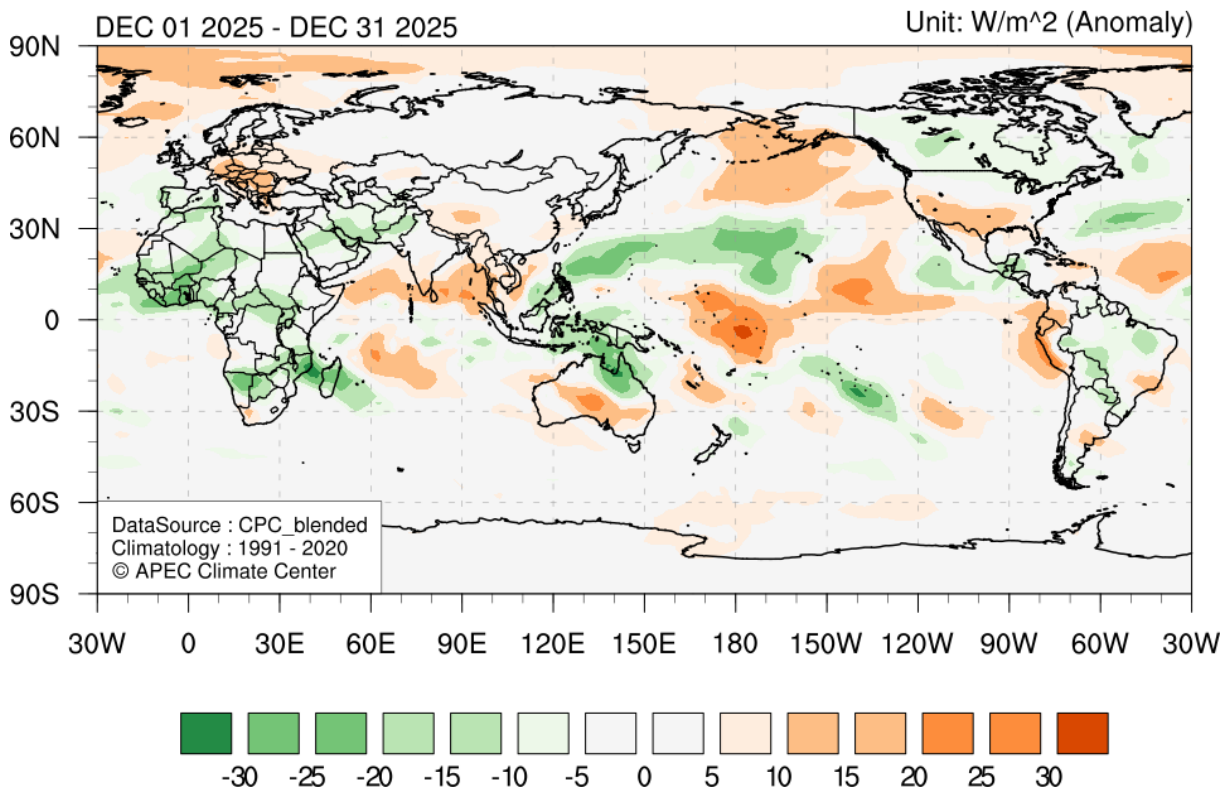 DEC 01 2025 - DEC 31 2025 Unit: W/m^2 (Anomaly)
90N
60N
30N
0
30S
60S
90S
DataSource : CPC_blended
Climatology : 1991 - 2020
© APEC Climate Center
30W 0 30E 60E 90E 120E 150E 180 150W 120W 90W 60W 30W
-30 -25 -20 -15 -10 -5 0 5 10 15 20 25 30